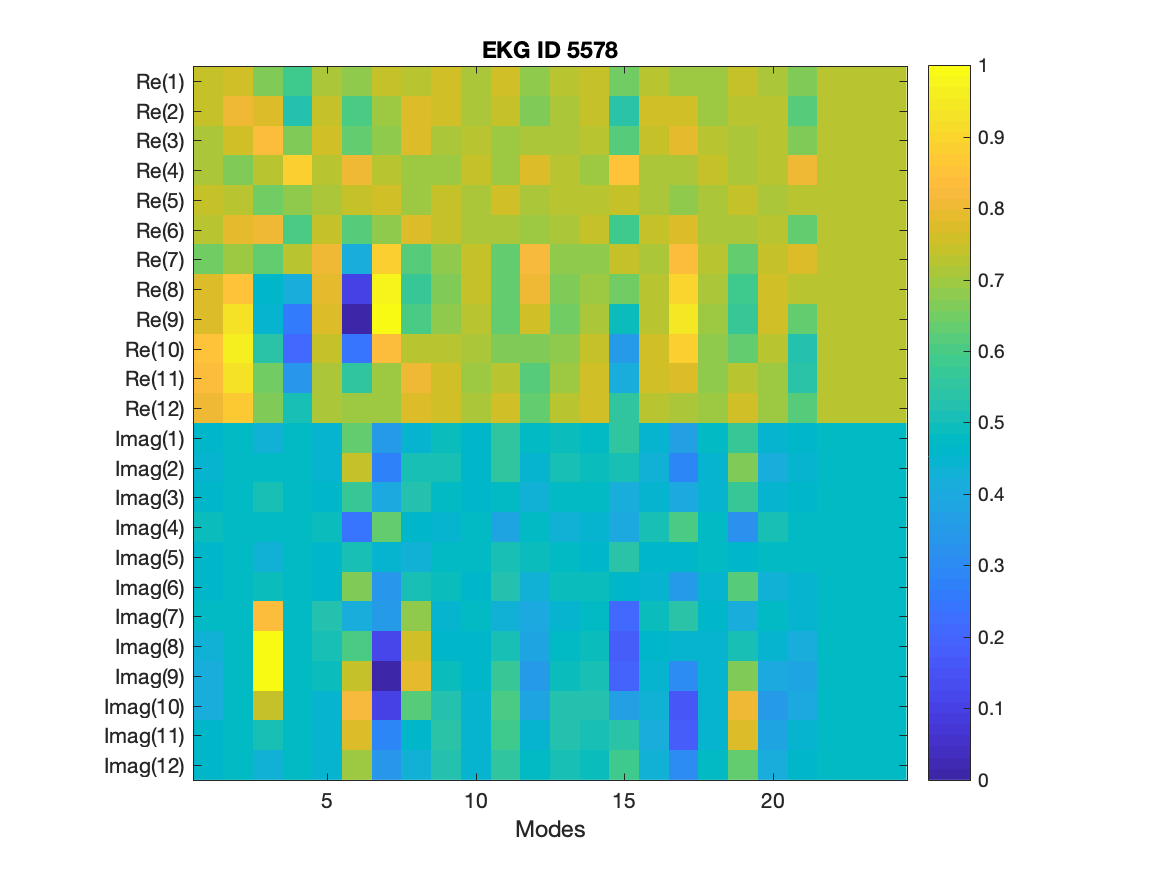 EKG ID 5578
Re(1)
Re(2)
Re(3)
Re(4)
Re(5)
Re(6)
Re(7)
Re(8)
Re(9)
Re(10)
Re(11)
Re(12)
Imag(1)
Imag(2)
Imag(3)
Imag(4)
Imag(5)
Imag(6)
Imag(7)
Imag(8)
Imag(9)
Imag(10)
Imag(11)
Imag(12)
5 10 15 20
Modes
1
0.9
0.8
0.7
0.6
0.5
0.4
0.3
0.2
0.1
0